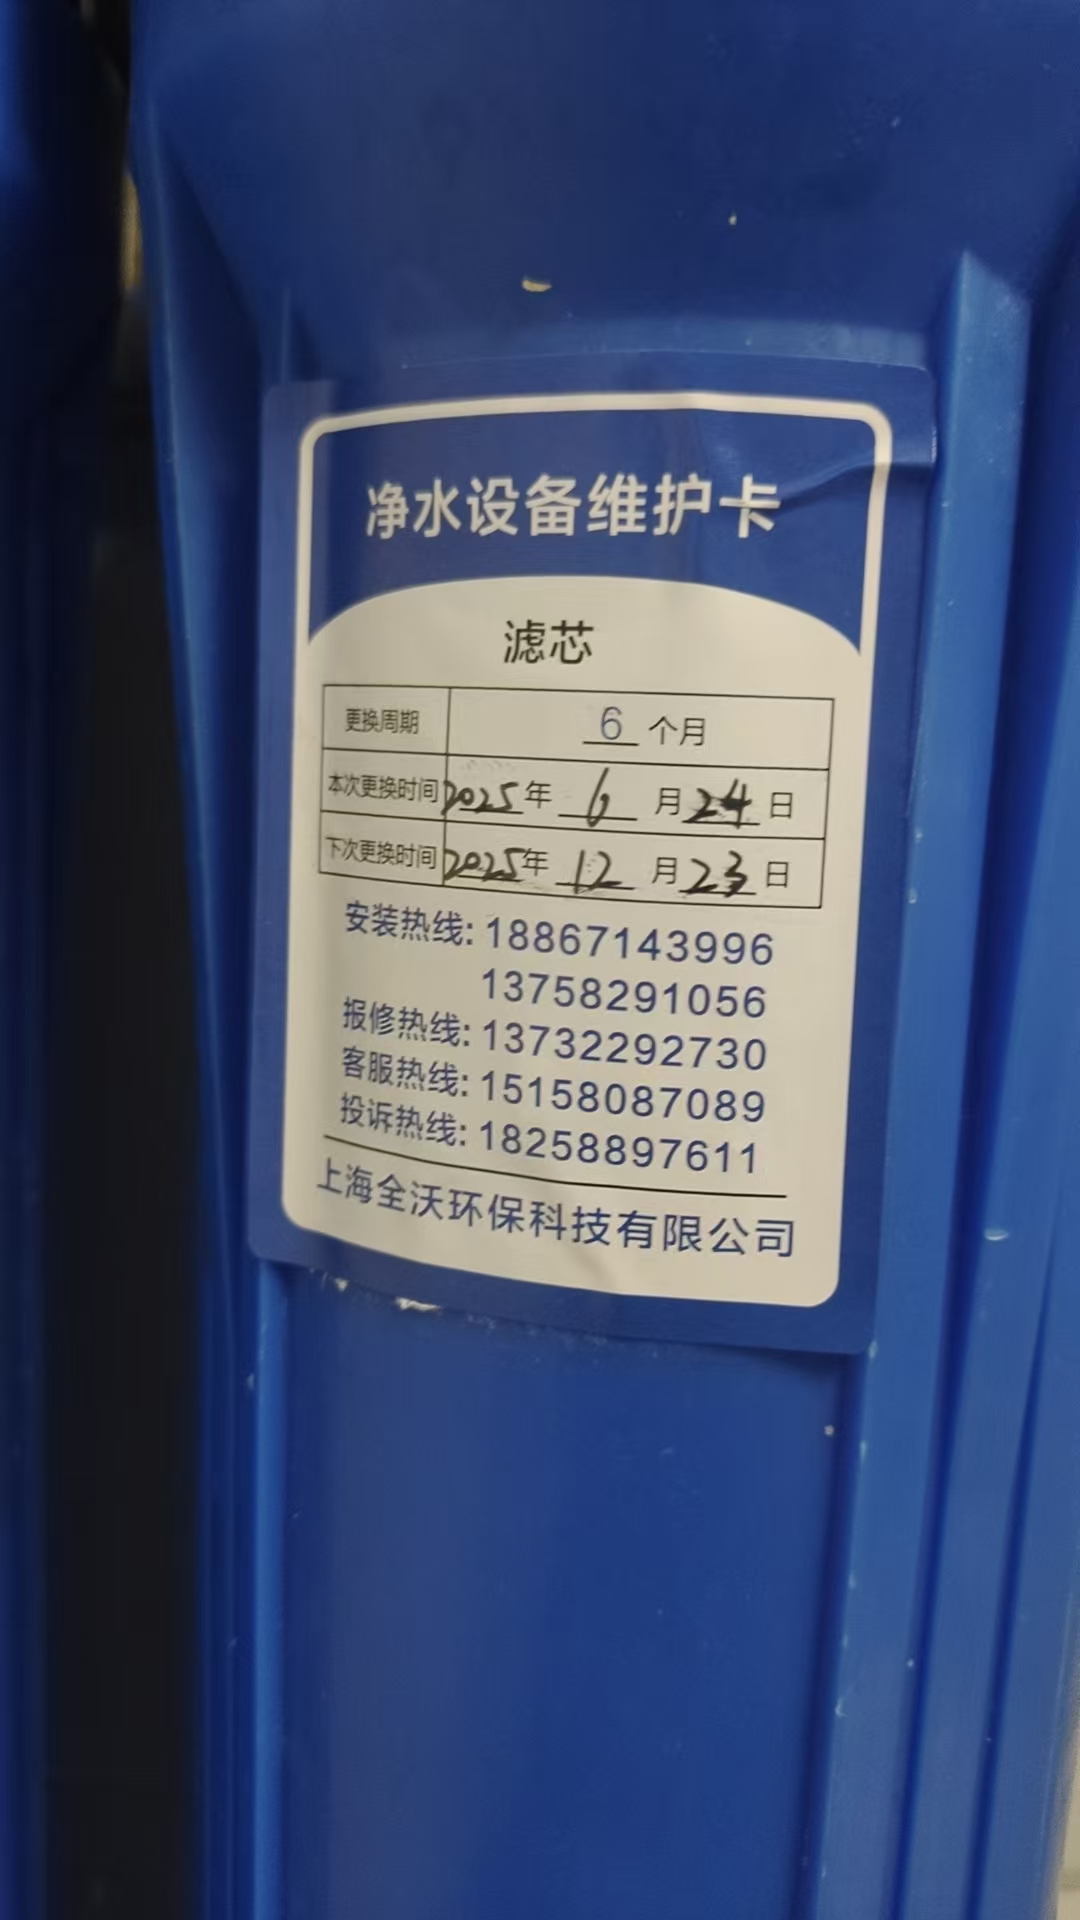 净水设备维护卡
滤芯
更换周期 6 个月
本次更换时间 2025年 6 月 24 日
下次更换时间 2025年 12 月 23 日
安装热线: 18867143996
13758291056
报修热线: 13732292730
客服热线: 15158087089
投诉热线: 18258897611
上海全沃环保科技有限公司